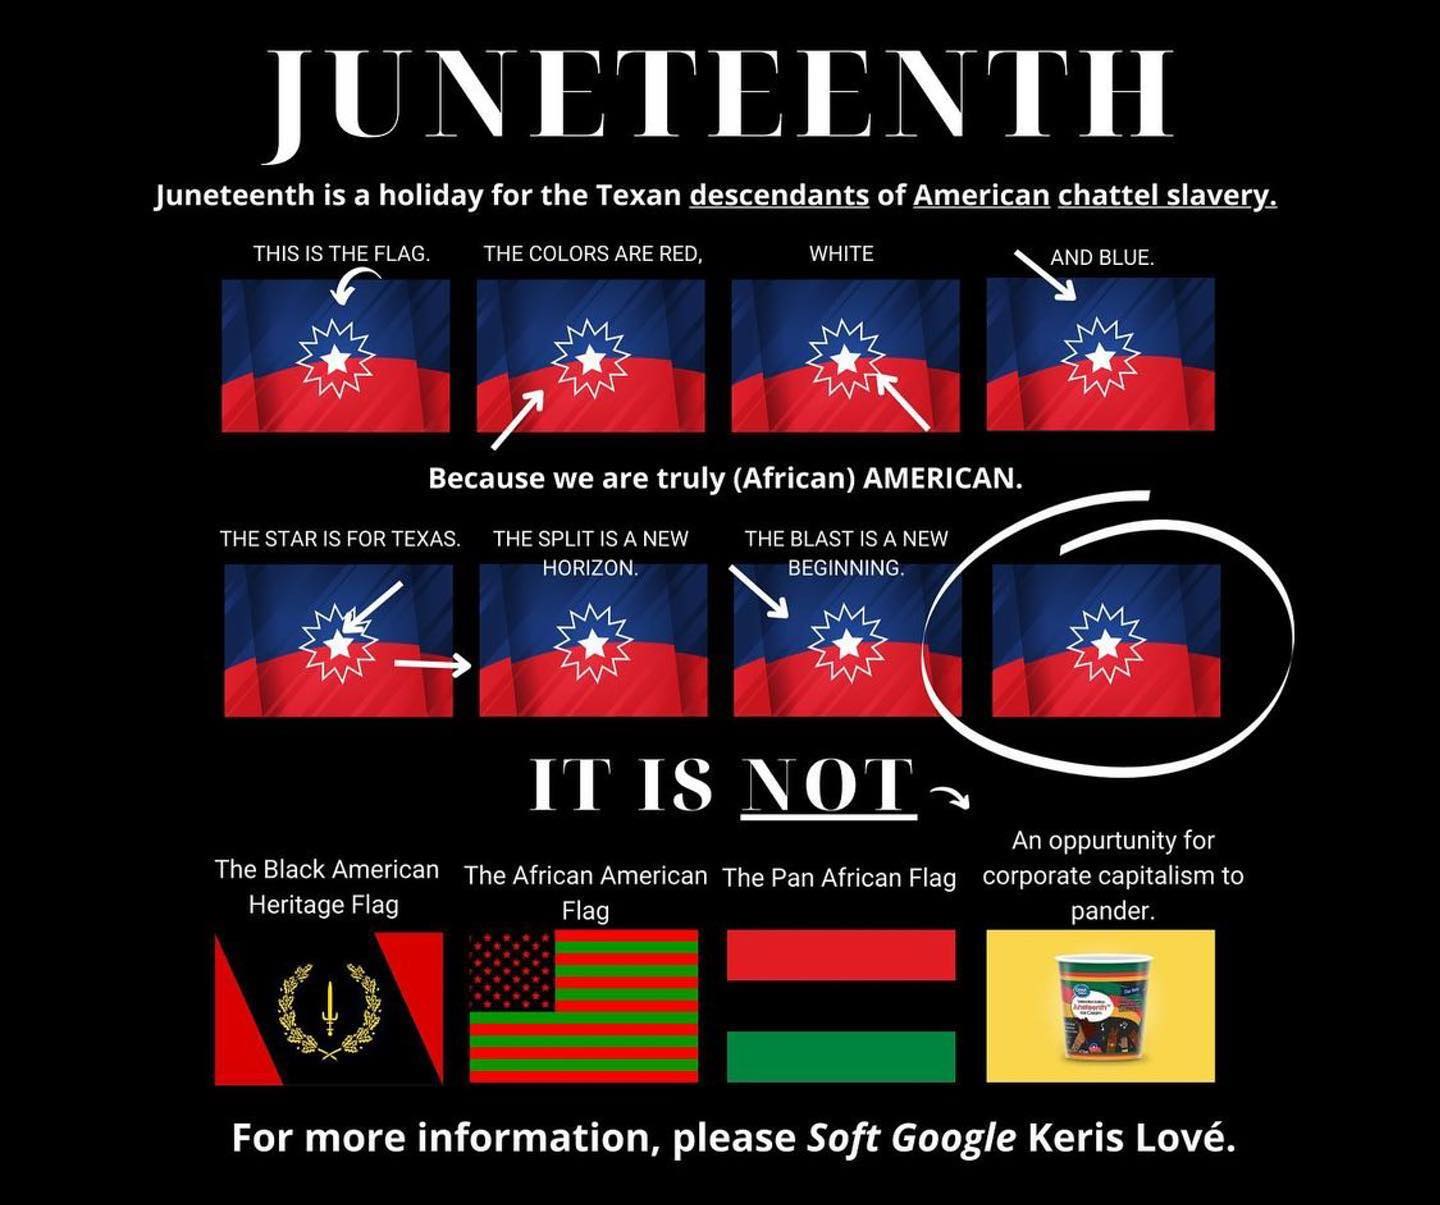 JUNETEENTH
Juneteenth is a holiday for the Texan descendants of American chattel slavery.
THIS IS THE FLAG.
THE COLORS ARE RED,
WHITE
AND BLUE.
Because we are truly (African) AMERICAN.
THE STAR IS FOR TEXAS.
THE SPLIT IS A NEW
HORIZON.
THE BLAST IS A NEW
BEGINNING.
IT IS NOT
The Black American
Heritage Flag
The African American
Flag
The Pan African Flag
An oppurtunity for
corporate capitalism to
pander.
Juneteenth
For more information, please Soft Google Keris Lové.